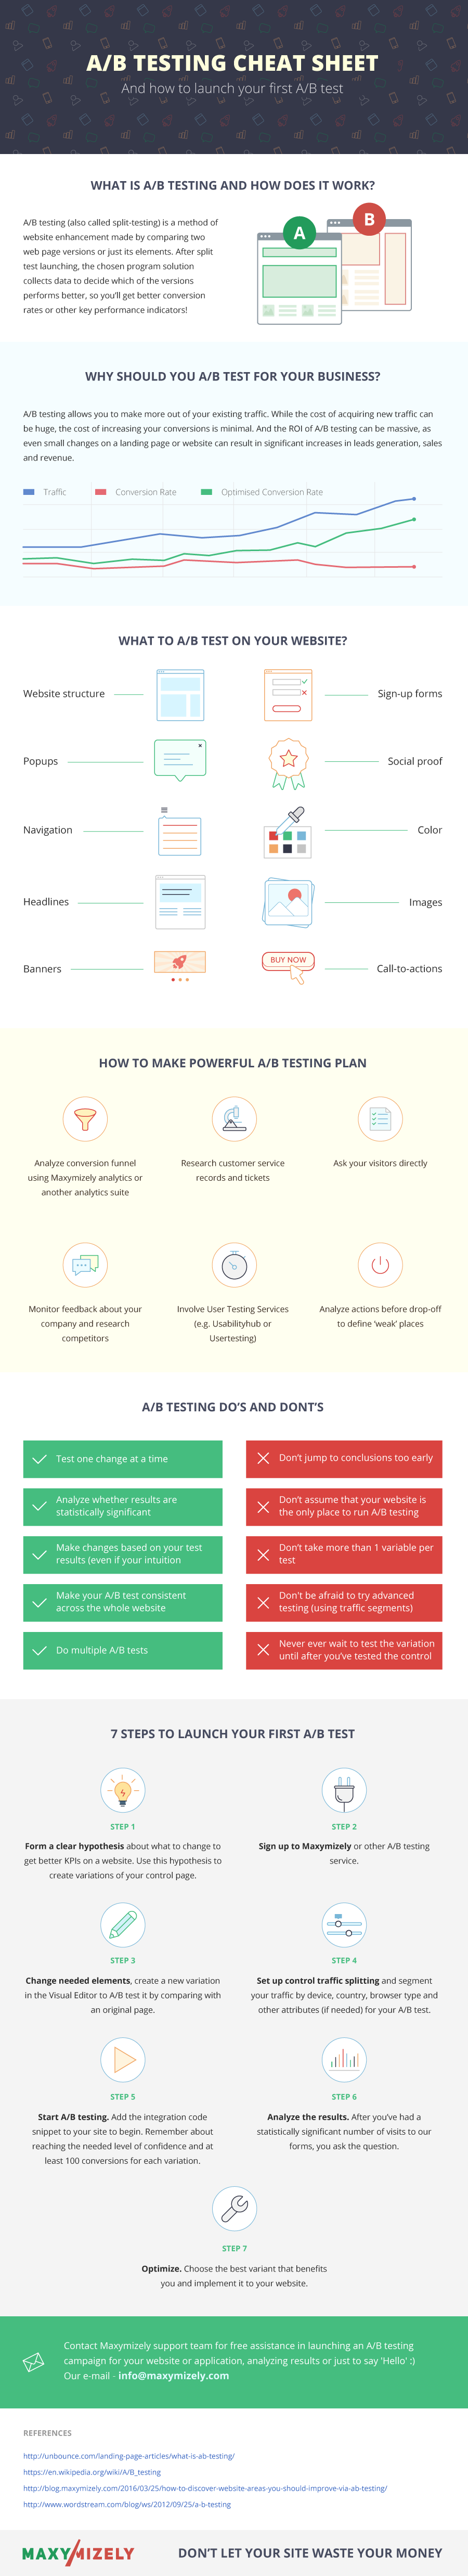 A/B TESTING CHEAT SHEET
And how to launch your first A/B test
WHAT IS A/B TESTING AND HOW DOES IT WORK?
A/B testing (also called split-testing) is a method of
website enhancement made by comparing two
web page versions or just its elements. After split
test launching, the chosen program solution
collects data to decide which of the versions
performs better, so you'll get better conversion
rates or other key performance indicators!
A
B
WHY SHOULD YOU A/B TEST FOR YOUR BUSINESS?
A/B testing allows you to make more out of your existing traffic. While the cost of acquiring new traffic can
be huge, the cost of increasing your conversions is minimal. And the ROI of A/B testing can be massive, as
even small changes on a landing page or website can result in significant increases in leads generation, sales
and revenue.
Traffic
Conversion Rate
Optimised Conversion Rate
WHAT TO A/B TEST ON YOUR WEBSITE?
Website structure
Sign-up forms
Popups
Social proof
Navigation
Color
Headlines
Images
Banners
BUY NOW
Call-to-actions
HOW TO MAKE POWERFUL A/B TESTING PLAN
Analyze conversion funnel
using Maxymizely analytics or
another analytics suite
Research customer service
records and tickets
Ask your visitors directly
Monitor feedback about your
company and research
competitors
Involve User Testing Services
(e.g. Usabilityhub or
Usertesting)
Analyze actions before drop-off
to define 'weak' places
A/B TESTING DO'S AND DONT'S
Test one change at a time
Don't jump to conclusions too early
Analyze whether results are
statistically significant
Don't assume that your website is
the only place to run A/B testing
Make changes based on your test
results (even if your intuition
Don't take more than 1 variable per
test
Make your A/B test consistent
across the whole website
Don't be afraid to try advanced
testing (using traffic segments)
Do multiple A/B tests
Never ever wait to test the variation
until after you've tested the control
7 STEPS TO LAUNCH YOUR FIRST A/B TEST
STEP 1
Form a clear hypothesis about what to change to
get better KPIs on a website. Use this hypothesis to
create variations of your control page.
STEP 2
Sign up to Maxymizely or other A/B testing
service.
STEP 3
Change needed elements, create a new variation
in the Visual Editor to A/B test it by comparing with
an original page.
STEP 4
Set up control traffic splitting and segment
your traffic by device, country, browser type and
other attributes (if needed) for your A/B test.
STEP 5
Start A/B testing. Add the integration code
snippet to your site to begin. Remember about
reaching the needed level of confidence and at
least 100 conversions for each variation.
STEP 6
Analyze the results. After you've had a
statistically significant number of visits to our
forms, you ask the question.
STEP 7
Optimize. Choose the best variant that benefits
you and implement it to your website.
Contact Maxymizely support team for free assistance in launching an A/B testing
campaign for your website or application, analyzing results or just to say 'Hello' :)
Our e-mail - info@maxymizely.com
REFERENCES
http://unbounce.com/landing-page-articles/what-is-ab-testing/
https://en.wikipedia.org/wiki/A/B_testing
http://blog.maxymizely.com/2016/03/25/how-to-discover-website-areas-you-should-improve-via-ab-testing/
http://www.wordstream.com/blog/ws/2012/09/25/a-b-testing
MAXYMIZELY
DON'T LET YOUR SITE WASTE YOUR MONEY